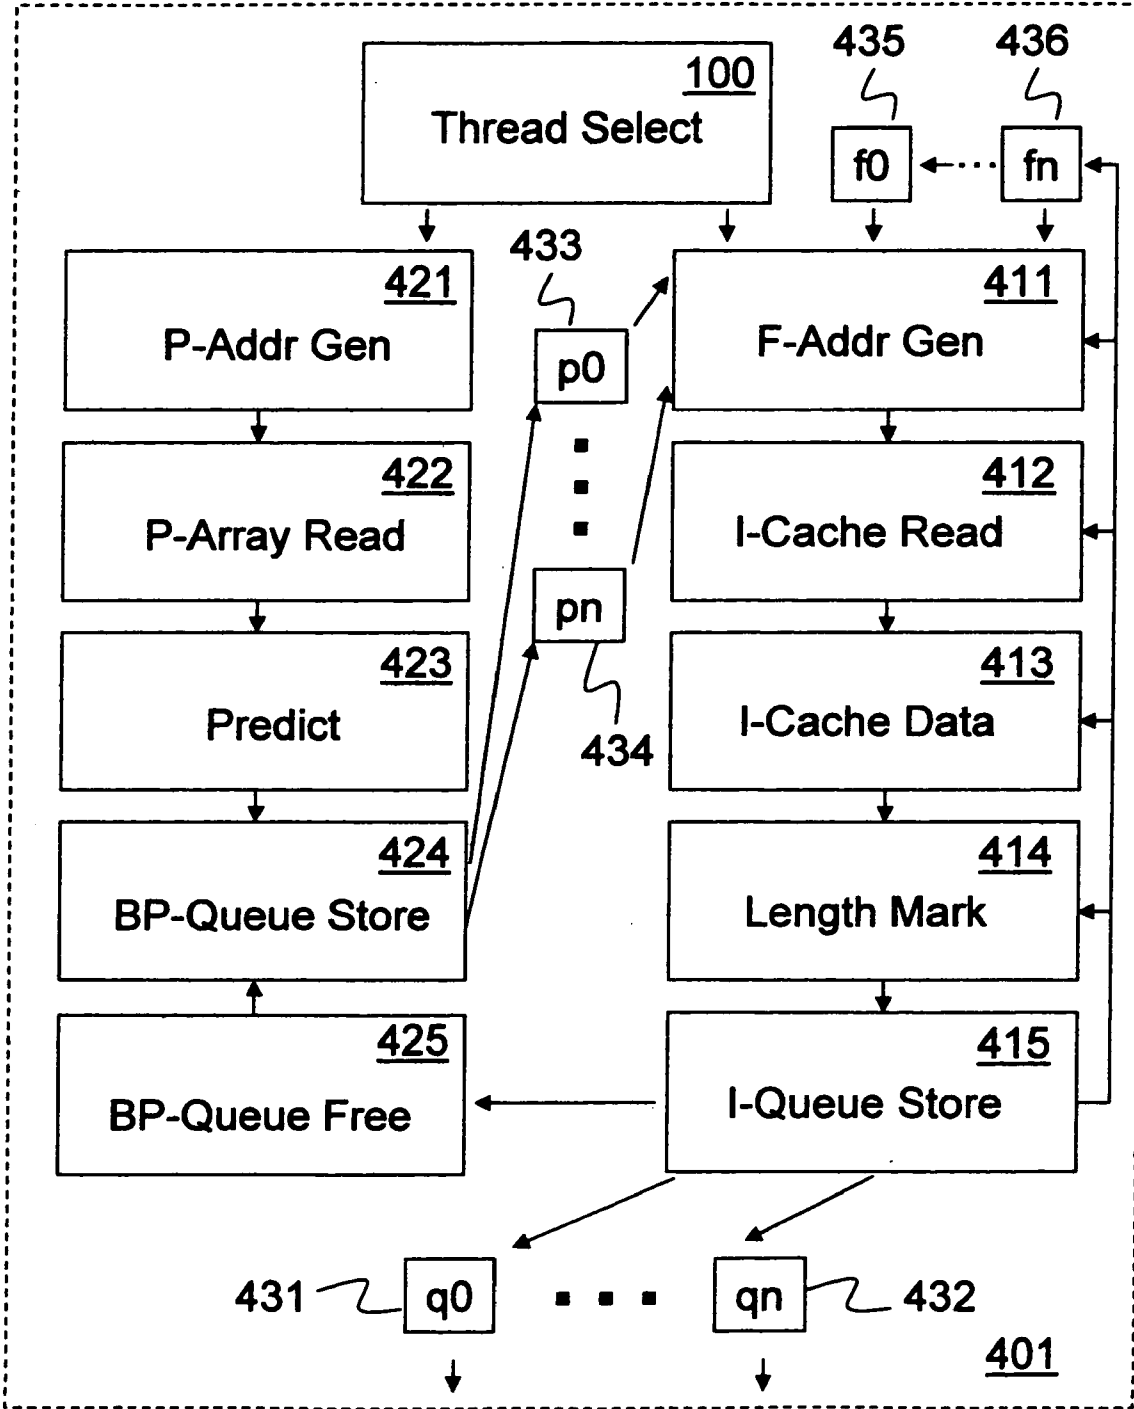 435
436
100
Thread Select
f0
fn
433
421
P-Addr Gen
411
F-Addr Gen
p0
422
P-Array Read
412
I-Cache Read
pn
423
Predict
413
I-Cache Data
434
424
BP-Queue Store
414
Length Mark
425
BP-Queue Free
415
I-Queue Store
431
q0
qn
432
401